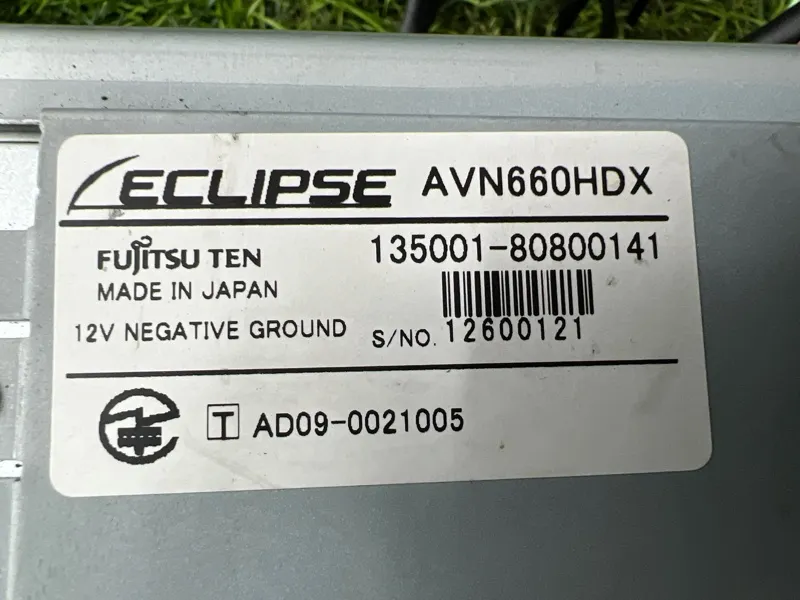 ECLIPSE AVN660HDX
FUJITSU TEN 135001-80800141
MADE IN JAPAN
12V NEGATIVE GROUND S/NO. 12600121
T AD09-0021005